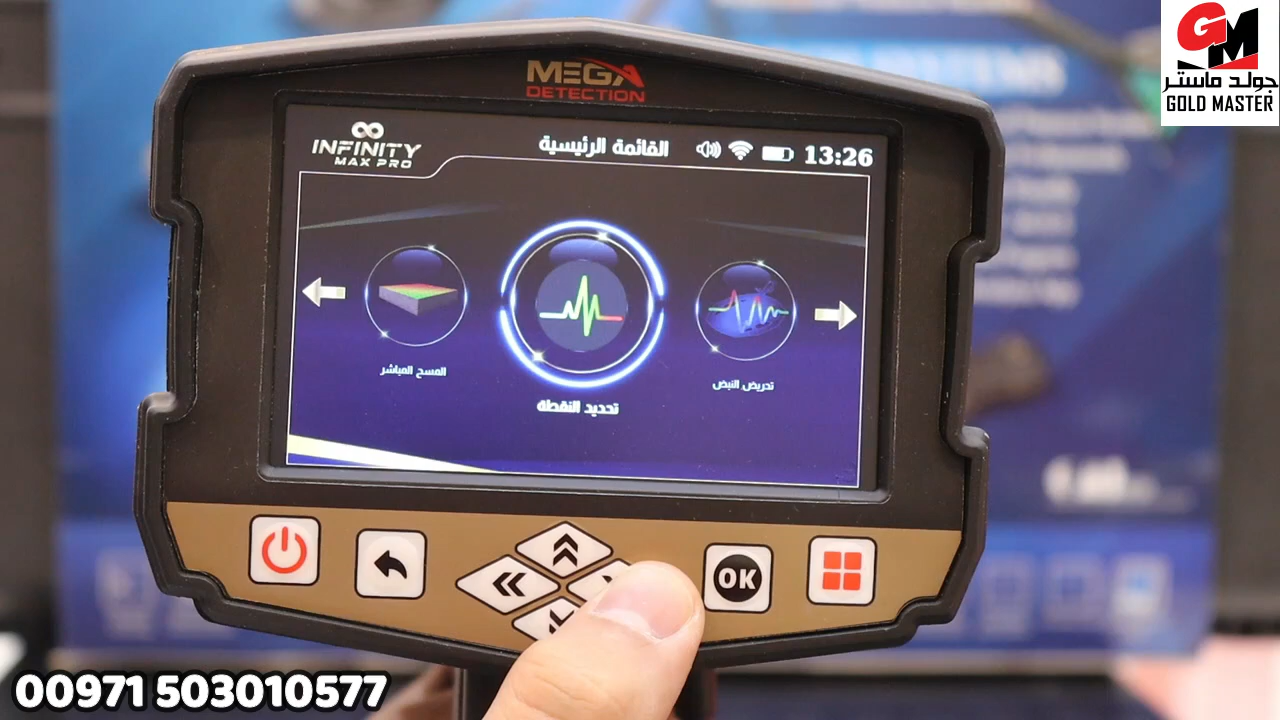 MEGA
DETECTION
GM
جولد ماستر
GOLD MASTER
INFINITY
MAX PRO
القائمة الرئيسية
13:26
المسح المباشر
تحديد النقطة
تحريض النبض
OK
00971 503010577